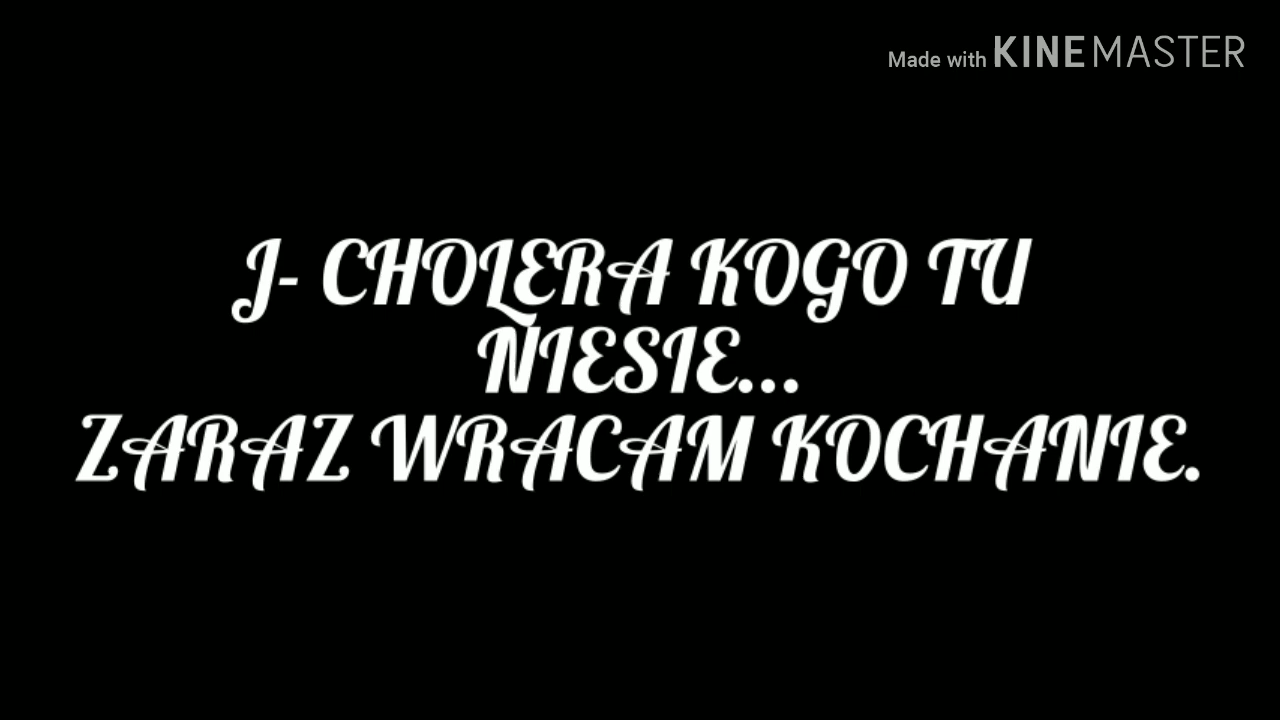 Made with KINEMASTER
J- CHOLERA KOGO TU
NIESIE...
ZARAZ WRACAM KOCHANIE.